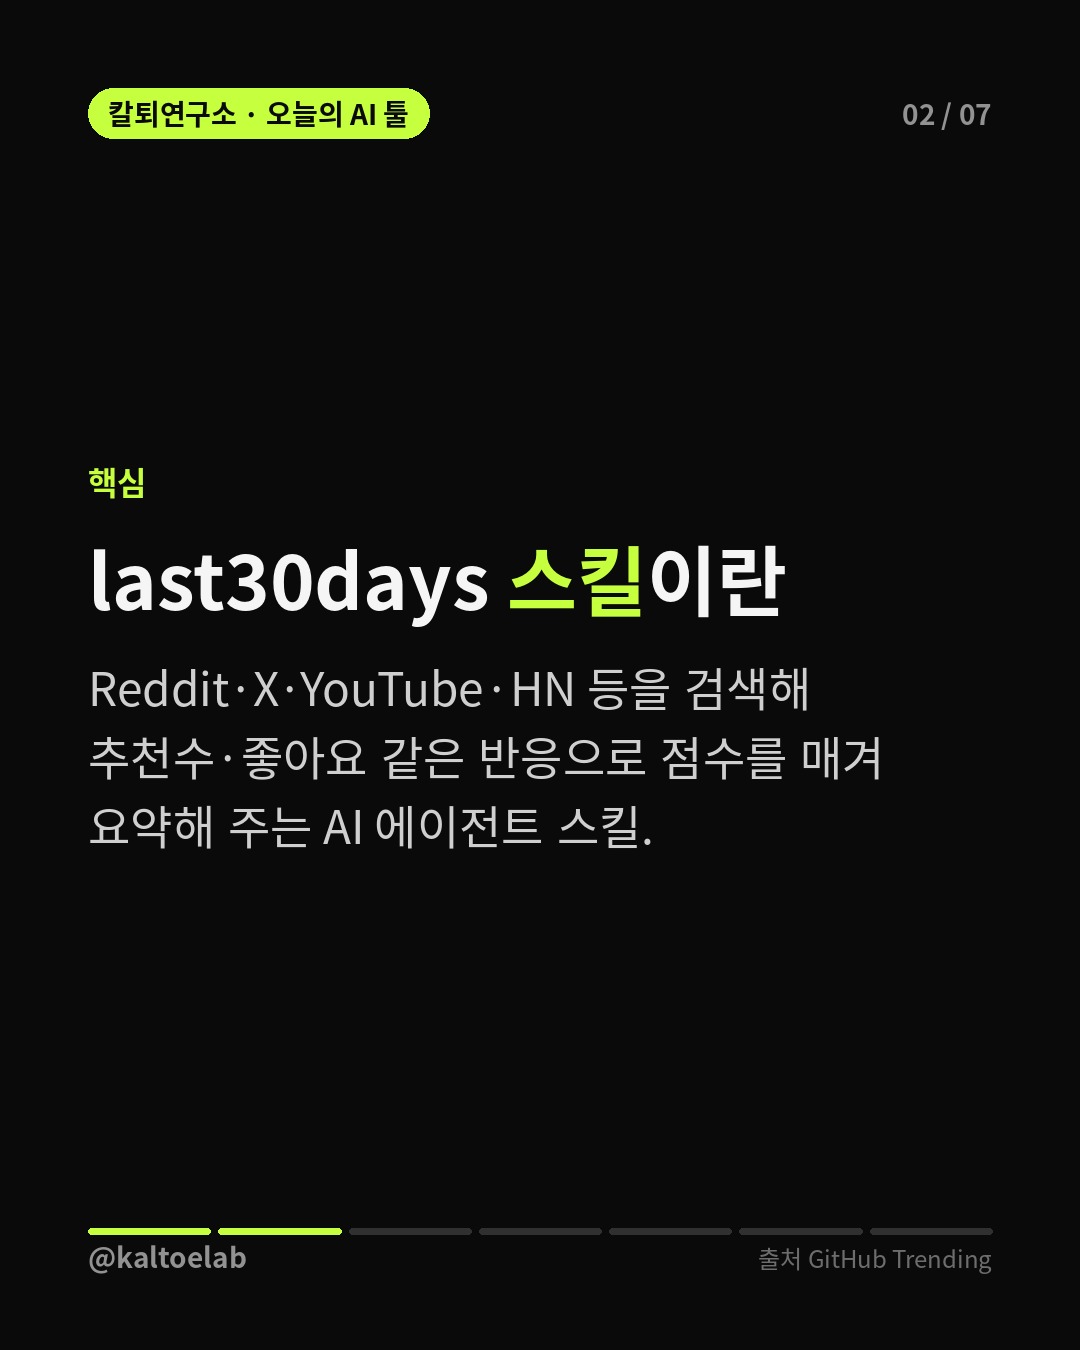 칼퇴연구소 · 오늘의 AI 툴
02 / 07
핵심
last30days 스킬이란
Reddit·X·YouTube·HN 등을 검색해
추천수·좋아요 같은 반응으로 점수를 매겨
요약해 주는 AI 에이전트 스킬.
@kaltoelab
출처 GitHub Trending